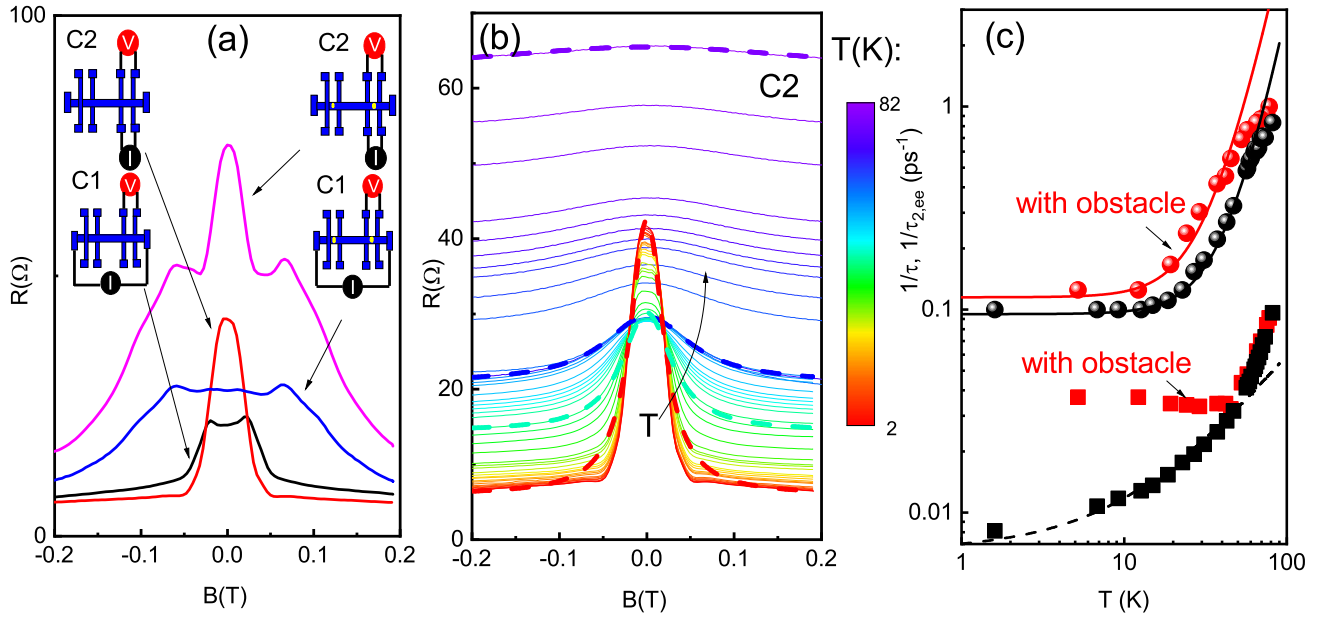 (a)
100
0
R(Ω)
-0.2
-0.1
0.0
0.1
0.2
B(T)
C2
V
I
C1
V
I
C2
V
I
C1
V
I
(b)
C2
60
40
20
0
R(Ω)
T
-0.2
-0.1
0.0
0.1
0.2
B(T)
T(K):
82
2
(c)
1/τ, 1/τ2,ee (ps-1)
1
0.1
0.01
with obstacle
with obstacle
1
10
100
T (K)